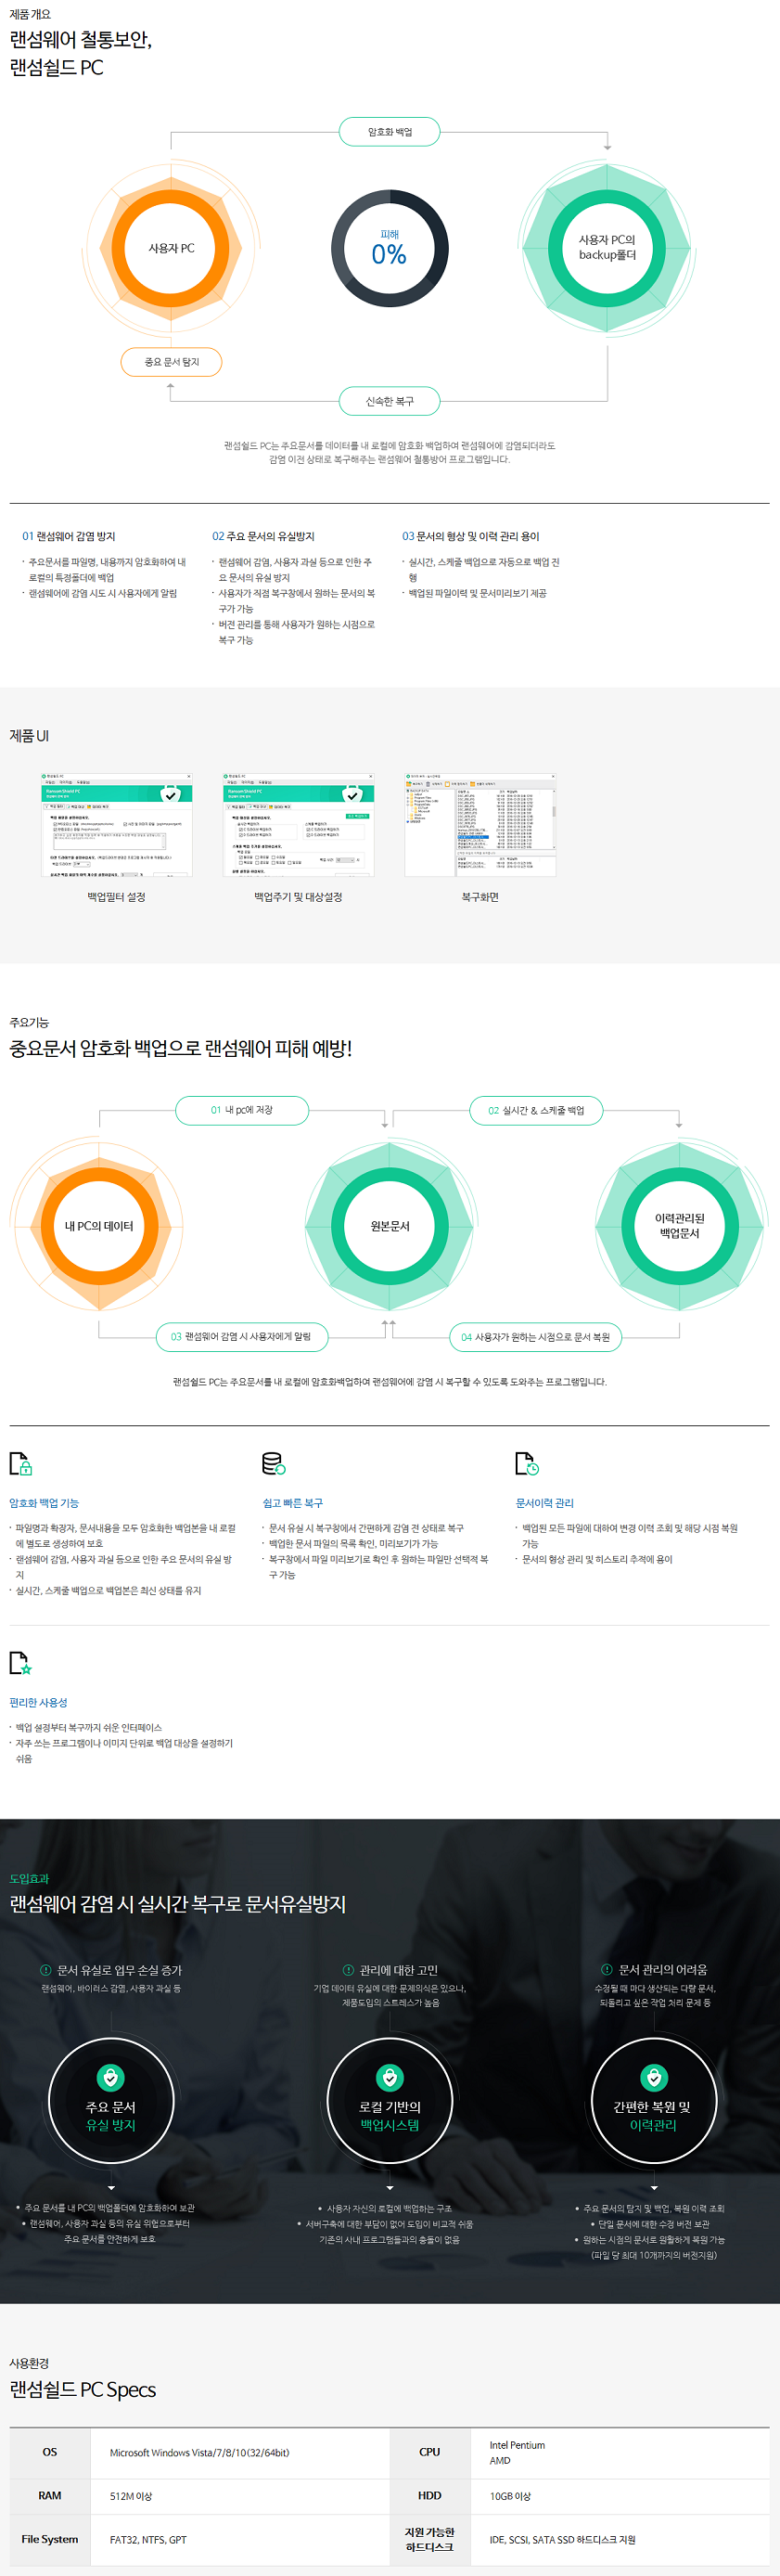 제품 개요
랜섬웨어 철통보안,
랜섬쉴드 PC
암호화 백업
사용자 PC
피해
0%
사용자 PC의
backup폴더
중요 문서 탐지
신속한 복구
랜섬쉴드 PC는 주요문서를 데이터를 내 로컬에 암호화 백업하여 랜섬웨어에 감염되더라도
감염 이전 상태로 복구해주는 랜섬웨어 철통방어 프로그램입니다.
01 랜섬웨어 감염 방지
· 주요문서를 파일명, 내용까지 암호화하여 내
로컬의 특정폴더에 백업
· 랜섬웨어에 감염 시도 시 사용자에게 알림
02 주요 문서의 유실방지
· 랜섬웨어 감염, 사용자 과실 등으로 인한 주
요 문서의 유실 방지
· 사용자가 직접 복구창에서 원하는 문서의 복
구가 가능
· 버전 관리를 통해 사용자가 원하는 시점으로
복구 가능
03 문서의 형상 및 이력 관리 용이
· 실시간, 스케줄 백업으로 자동으로 백업 진
행
· 백업된 파일이력 및 문서미리보기 제공
제품 UI
RansomShield PC
RansomShield PC
백업필터 설정
백업주기 및 대상설정
복구화면
주요기능
중요문서 암호화 백업으로 랜섬웨어 피해 예방!
01 내 pc에 저장
02 실시간 & 스케줄 백업
내 PC의 데이터
원본문서
이력관리된
백업문서
03 랜섬웨어 감염 시 사용자에게 알림
04 사용자가 원하는 시점으로 문서 복원
랜섬쉴드 PC는 주요문서를 내 로컬에 암호화백업하여 랜섬웨어에 감염 시 복구할 수 있도록 도와주는 프로그램입니다.
암호화 백업 기능
· 파일명과 확장자, 문서내용을 모두 암호화한 백업본을 내 로컬
에 별도로 생성하여 보호
· 랜섬웨어 감염, 사용자 과실 등으로 인한 주요 문서의 유실 방
지
· 실시간, 스케줄 백업으로 백업본은 최신 상태를 유지
쉽고 빠른 복구
· 문서 유실 시 복구창에서 간편하게 감염 전 상태로 복구
· 백업한 문서 파일의 목록 확인, 미리보기가 가능
· 복구창에서 파일 미리보기로 확인 후 원하는 파일만 선택적 복
구 가능
문서이력 관리
· 백업된 모든 파일에 대하여 변경 이력 조회 및 해당 시점 복원
가능
· 문서의 형상 관리 및 히스토리 추적에 용이
편리한 사용성
· 백업 설정부터 복구까지 쉬운 인터페이스
· 자주 쓰는 프로그램이나 이미지 단위로 백업 대상을 설정하기
쉬움
도입효과
랜섬웨어 감염 시 실시간 복구로 문서유실방지
문서 유실로 업무 손실 증가
랜섬웨어, 바이러스 감염, 사용자 과실 등
주요 문서
유실 방지
• 주요 문서를 내 PC의 백업폴더에 암호화하여 보관
• 랜섬웨어, 사용자 과실 등의 유실 위협으로부터
주요 문서를 안전하게 보호
관리에 대한 고민
기업 데이터 유실에 대한 문제의식은 있으나,
제품도입의 스트레스가 높음
로컬 기반의
백업시스템
• 사용자 자신의 로컬에 백업하는 구조
• 서버구축에 대한 부담이 없어 도입이 비교적 쉬움
기존의 사내 프로그램들과의 충돌이 없음
문서 관리의 어려움
수정될 때 마다 생산되는 다량 문서,
되돌리고 싶은 작업 처리 문제 등
간편한 복원 및
이력관리
• 주요 문서의 탐지 및 백업, 복원 이력 조회
• 단일 문서에 대한 수정 버전 보관
• 원하는 시점의 문서로 원활하게 복원 가능
(파일 당 최대 10개까지의 버전지원)
사용환경
랜섬쉴드 PC Specs
OS
Microsoft Windows Vista/7/8/10(32/64bit)
CPU
Intel Pentium
AMD
RAM
512M 이상
HDD
10GB 이상
File System
FAT32, NTFS, GPT
지원 가능한
하드디스크
IDE, SCSI, SATA SSD 하드디스크 지원